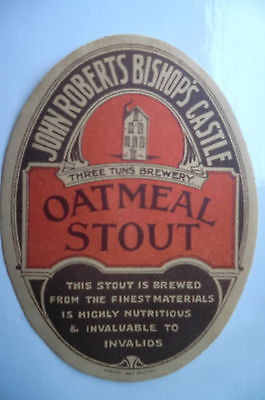 JOHN ROBERTS BISHOP'S CASTLE
THREE TUNS BREWERY
OATMEAL
STOUT
THIS STOUT IS BREWED
FROM THE FINEST MATERIALS
IS HIGHLY NUTRITIOUS
& INVALUABLE TO
INVALIDS